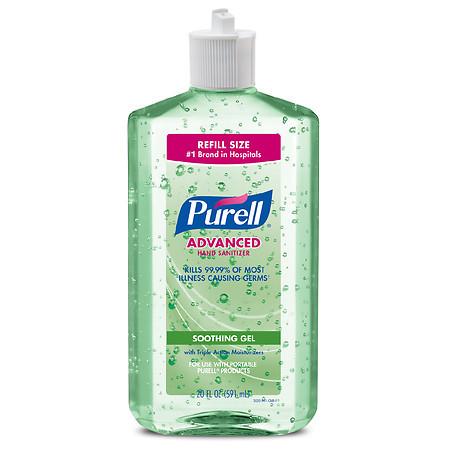 REFILL SIZE
#1 Brand in Hospitals
Purell
ADVANCED
HAND SANITIZER
KILLS 99.99% OF MOST
ILLNESS CAUSING GERMS
SOOTHING GEL
with Triple Action Moisturizers
FOR USE WITH PORTABLE
PURELL® PRODUCTS
20 FL OZ (591 mL)